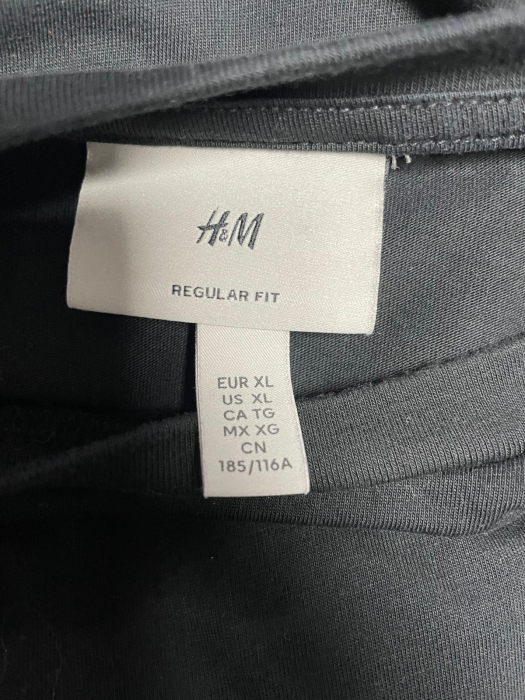 H&M
REGULAR FIT
EUR XL
US XL
CA TG
MX XG
CN
185/116A